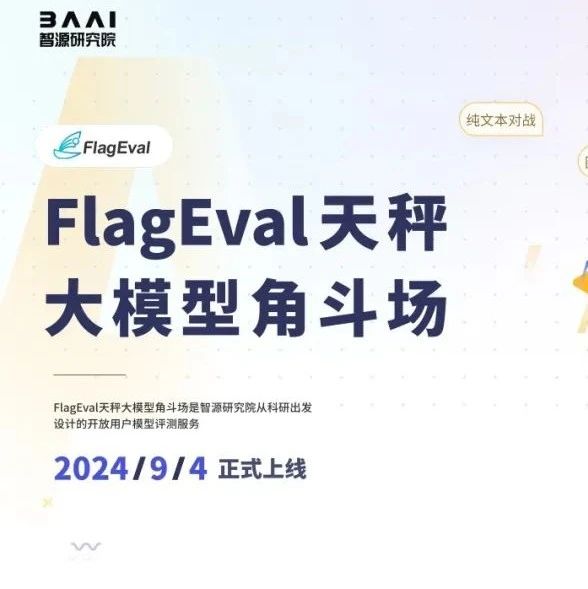 BAAI
智源研究院
纯文本对战
FlagEval
FlagEval天秤
大模型角斗场
FlagEval天秤大模型角斗场是智源研究院从科研出发
设计的开放用户模型评测服务
2024/9/4 正式上线